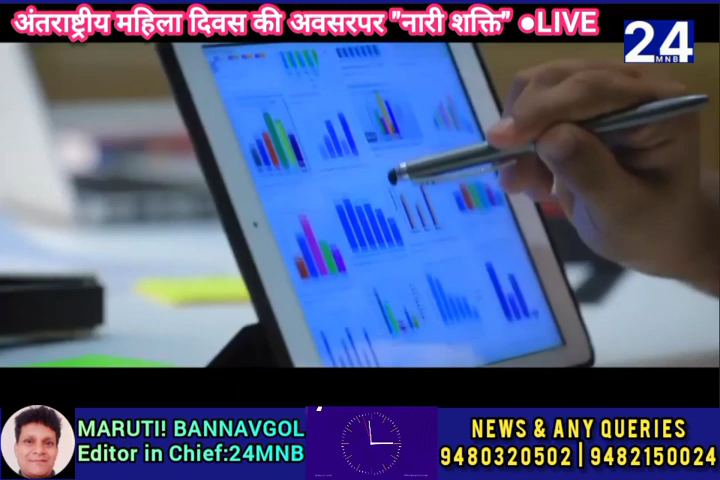 अंतराष्ट्रीय महिला दिवस की अवसरपर "नारी शक्ति" ●LIVE
24
MNB
MARUTI! BANNAVGOL
Editor in Chief:24MNB
NEWS & ANY QUERIES
9480320502 | 9482150024